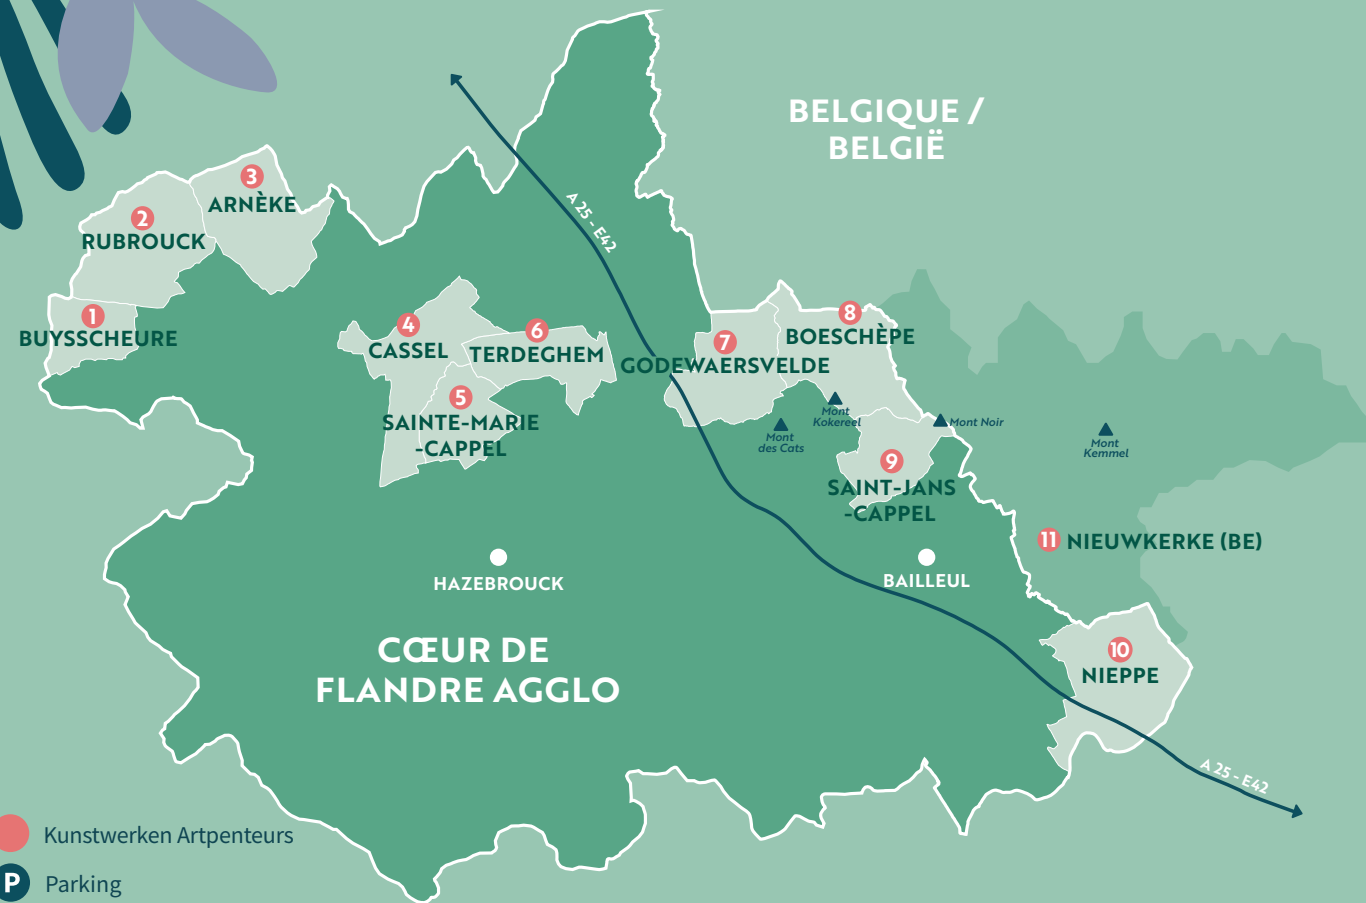 BELGIQUE /
BELGIË
A 25 - E42
3
ARNÈKE
2
RUBROUCK
1
BUYSSCHEURE
4
CASSEL
6
TERDEGHEM
5
SAINTE-MARIE
-CAPPEL
7
GODEWAERSVELDE
8
BOESCHÈPE
Mont
Kokereel
Mont
des Cats
Mont Noir
Mont
Kemmel
9
SAINT-JANS
-CAPPEL
11 NIEUWKERKE (BE)
HAZEBROUCK
BAILLEUL
CŒUR DE
FLANDRE AGGLO
10
NIEPPE
A 25 - E42
Kunstwerken Artpenteurs
P Parking